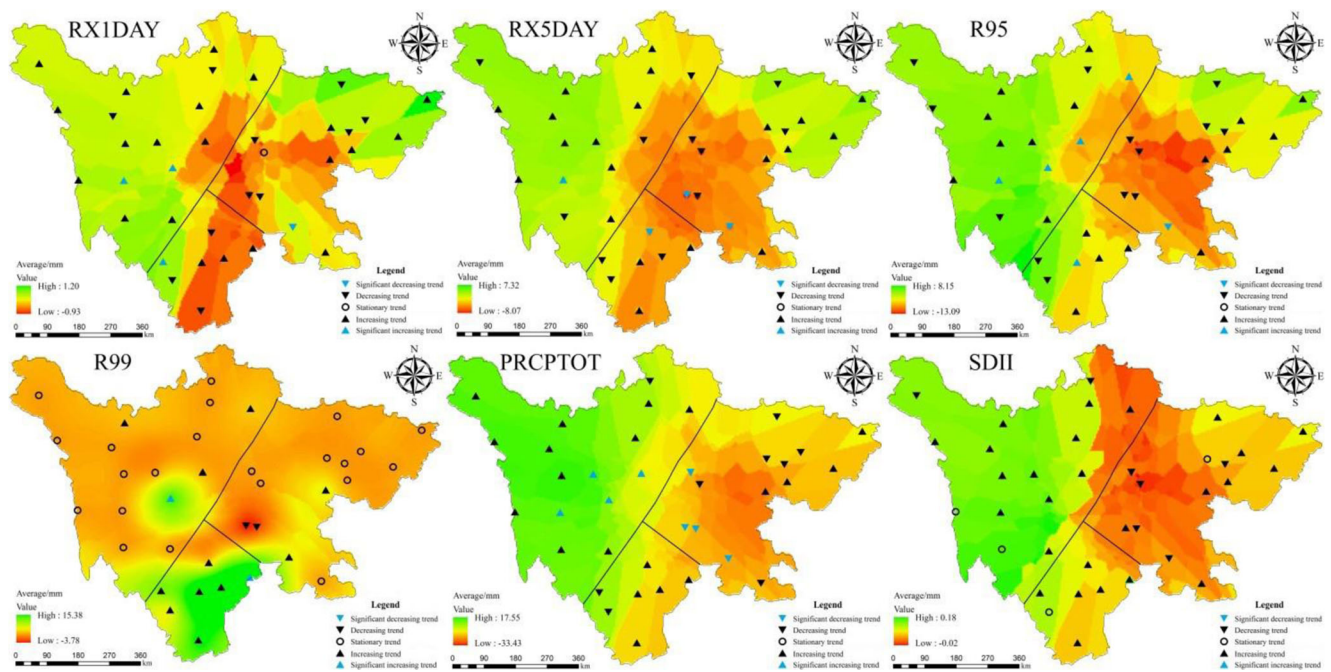 RX1DAY
N
W E
S
Average/mm
Value
High : 1.20
Low : -0.93
0 90 180 270 360
km
Legend
Significant decreasing trend
Decreasing trend
Stationary trend
Increasing trend
Significant increasing trend
RX5DAY
N
W E
S
Average/mm
Value
High : 7.32
Low : -8.07
0 90 180 270 360
km
Legend
Significant decreasing trend
Decreasing trend
Stationary trend
Increasing trend
Significant increasing trend
R95
N
W E
S
Average/mm
Value
High : 8.15
Low : -13.09
0 90 180 270 360
km
Legend
Significant decreasing trend
Decreasing trend
Stationary trend
Increasing trend
Significant increasing trend
R99
N
W E
S
Average/mm
Value
High : 15.38
Low : -3.78
0 90 180 270 360
km
Legend
Significant decreasing trend
Decreasing trend
Stationary trend
Increasing trend
Significant increasing trend
PRCPTOT
N
W E
S
Average/mm
Value
High : 17.55
Low : -33.43
0 90 180 270 360
km
Legend
Significant decreasing trend
Decreasing trend
Stationary trend
Increasing trend
Significant increasing trend
SDII
N
W E
S
Average/mm
Value
High : 0.18
Low : -0.02
0 90 180 270 360
km
Legend
Significant decreasing trend
Decreasing trend
Stationary trend
Increasing trend
Significant increasing trend